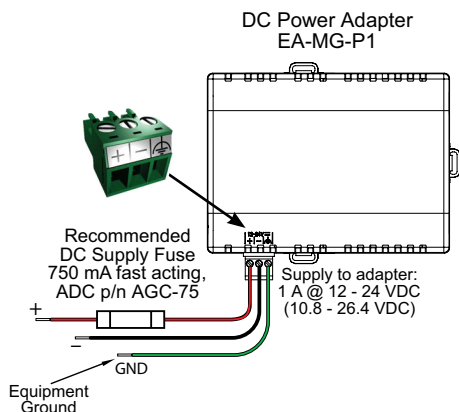 DC Power Adapter
EA-MG-P1
+ −
Recommended
DC Supply Fuse
750 mA fast acting,
ADC p/n AGC-75
+ −
Supply to adapter:
1 A @ 12 - 24 VDC
(10.8 - 26.4 VDC)
+
−
GND
Equipment
Ground